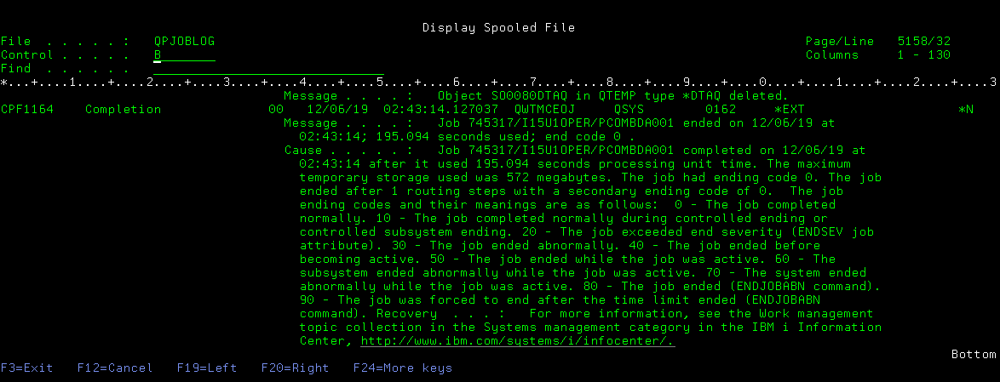 Display Spooled File
File  . . . . . :   QPJOBLOG                                                                             Page/Line   5158/32
Control . . . . .   B                                                                                    Columns     1 - 130
Find  . . . . . .
*...+....1....+....2....+....3....+....4....+....5....+....6....+....7....+....8....+....9....+....0....+....1....+....2....+....3
Message . . . . :   Object SO0080DTAQ in QTEMP type *DTAQ deleted.
CPF1164    Completion              00   12/06/19  02:43:14.127037  QWTMCEOJ     QSYS        0162     *EXT                    *N
Message . . . . :   Job 745317/I15U1OPER/PCOMBDA001 ended on 12/06/19 at
02:43:14; 195.094 seconds used; end code 0 .
Cause . . . . . :   Job 745317/I15U1OPER/PCOMBDA001 completed on 12/06/19 at
02:43:14 after it used 195.094 seconds processing unit time. The maximum
temporary storage used was 572 megabytes. The job had ending code 0. The job
ended after 1 routing steps with a secondary ending code of 0.  The job
ending codes and their meanings are as follows:  0 - The job completed
normally. 10 - The job completed normally during controlled ending or
controlled subsystem ending. 20 - The job exceeded end severity (ENDSEV job
attribute). 30 - The job ended abnormally. 40 - The job ended before
becoming active. 50 - The job ended while the job was active. 60 - The
subsystem ended abnormally while the job was active. 70 - The system ended
abnormally while the job was active. 80 - The job ended (ENDJOBABN command).
90 - The job was forced to end after the time limit ended (ENDJOBABN
command). Recovery  . . . :   For more information, see the Work management
topic collection in the Systems management category in the IBM i Information
Center, http://www.ibm.com/systems/i/infocenter/.
Bottom
F3=Exit   F12=Cancel   F19=Left   F20=Right   F24=More keys